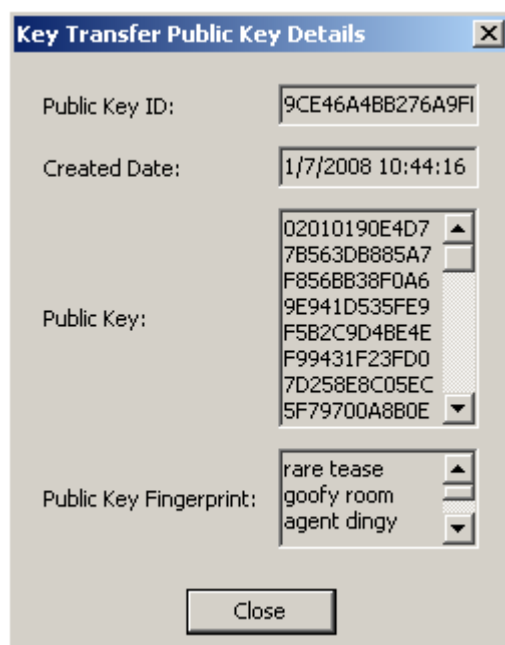 Key Transfer Public Key Details
Public Key ID: 9CE46A4BB276A9F
Created Date: 1/7/2008 10:44:16
Public Key:
02010190E4D7
7B563DB885A7
F856BB38F0A6
9E941D535FE9
F5B2C9D4BE4E
F99431F23FD0
7D258E8C05EC
5F79700A8B0E
Public Key Fingerprint:
rare tease
goofy room
agent dingy
Close